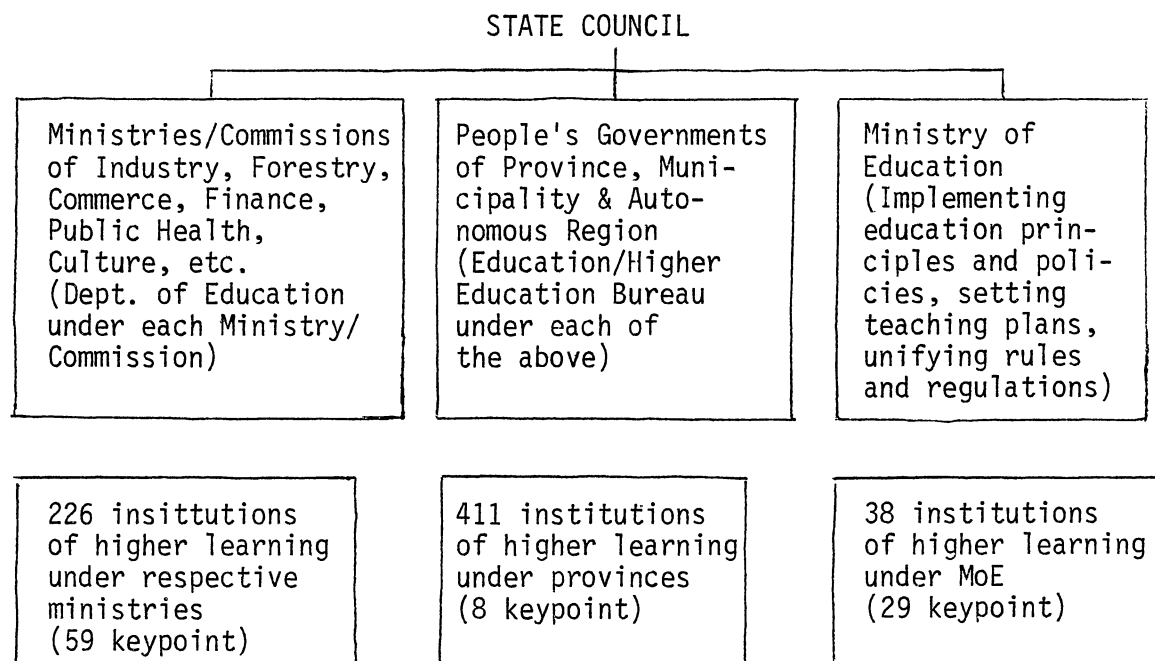 STATE COUNCIL
Ministries/Commissions
of Industry, Forestry,
Commerce, Finance,
Public Health,
Culture, etc.
(Dept. of Education
under each Ministry/
Commission)
People's Governments
of Province, Muni-
cipality & Auto-
nomous Region
(Education/Higher
Education Bureau
under each of
the above)
Ministry of
Education
(Implementing
education prin-
ciples and poli-
cies, setting
teaching plans,
unifying rules
and regulations)
226 insittutions
of higher learning
under respective
ministries
(59 keypoint)
411 institutions
of higher learning
under provinces
(8 keypoint)
38 institutions
of higher learning
under MoE
(29 keypoint)